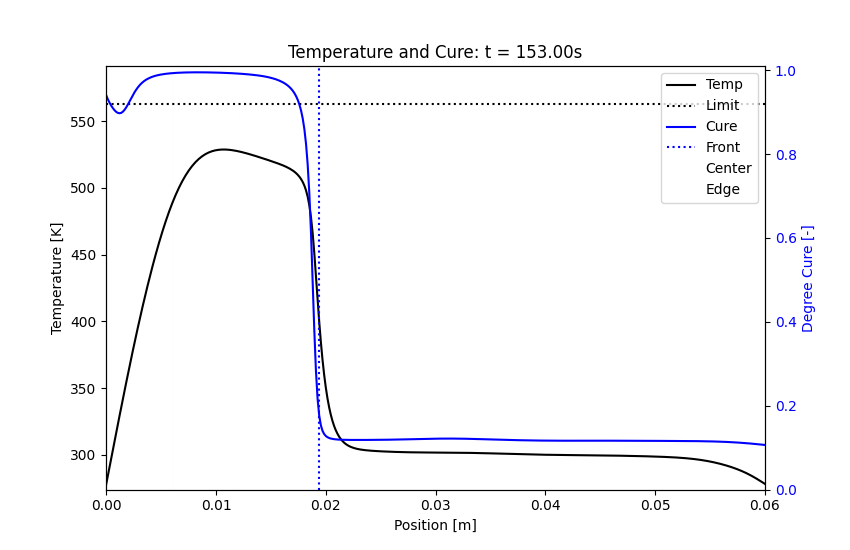 Temperature and Cure: t = 153.00s
Temp
Limit
Cure
Front
Center
Edge
Temperature [K]
550
500
450
400
350
300
Degree Cure [-]
1.0
0.8
0.6
0.4
0.2
0.0
0.00 0.01 0.02 0.03 0.04 0.05 0.06
Position [m]